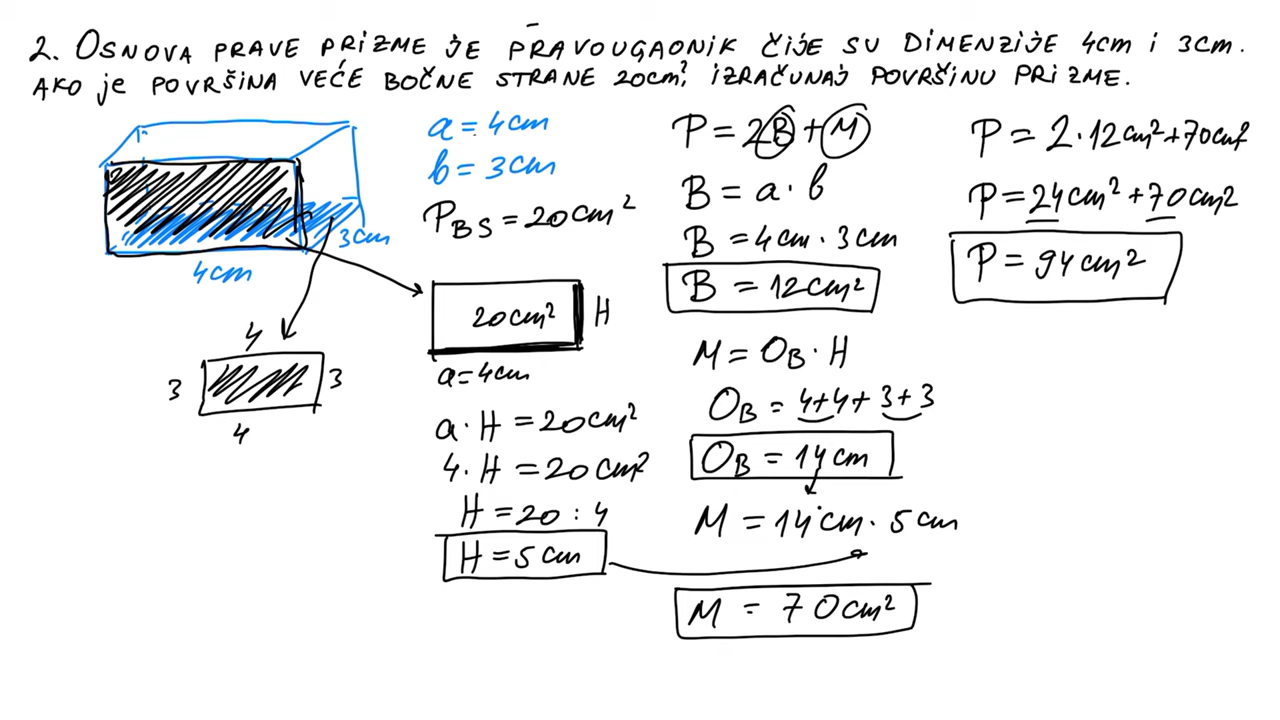 2. OSNOVA PRAVE PRIZME JE PRAVOUGAONIK ČIJE SU DIMENZIJE 4cm i 3cm.
AKO je POVRŠINA VEĆE BOČNE STRANE 20cm², IZRAČUNAJ POVRŠINU PRIZME.
3cm
4cm
4
3
3
4
a = 4cm
b = 3cm
P_BS = 20cm²
20cm²
H
a = 4cm
a · H = 20cm²
4 · H = 20cm²
H = 20 : 4
H = 5cm
P = 2B + M
B = a · b
B = 4cm · 3cm
B = 12cm²
M = O_B · H
O_B = 4+4+3+3
O_B = 14cm
M = 14cm · 5cm
M = 70cm²
P = 2 · 12cm² + 70cm²
P = 24cm² + 70cm²
P = 94cm²